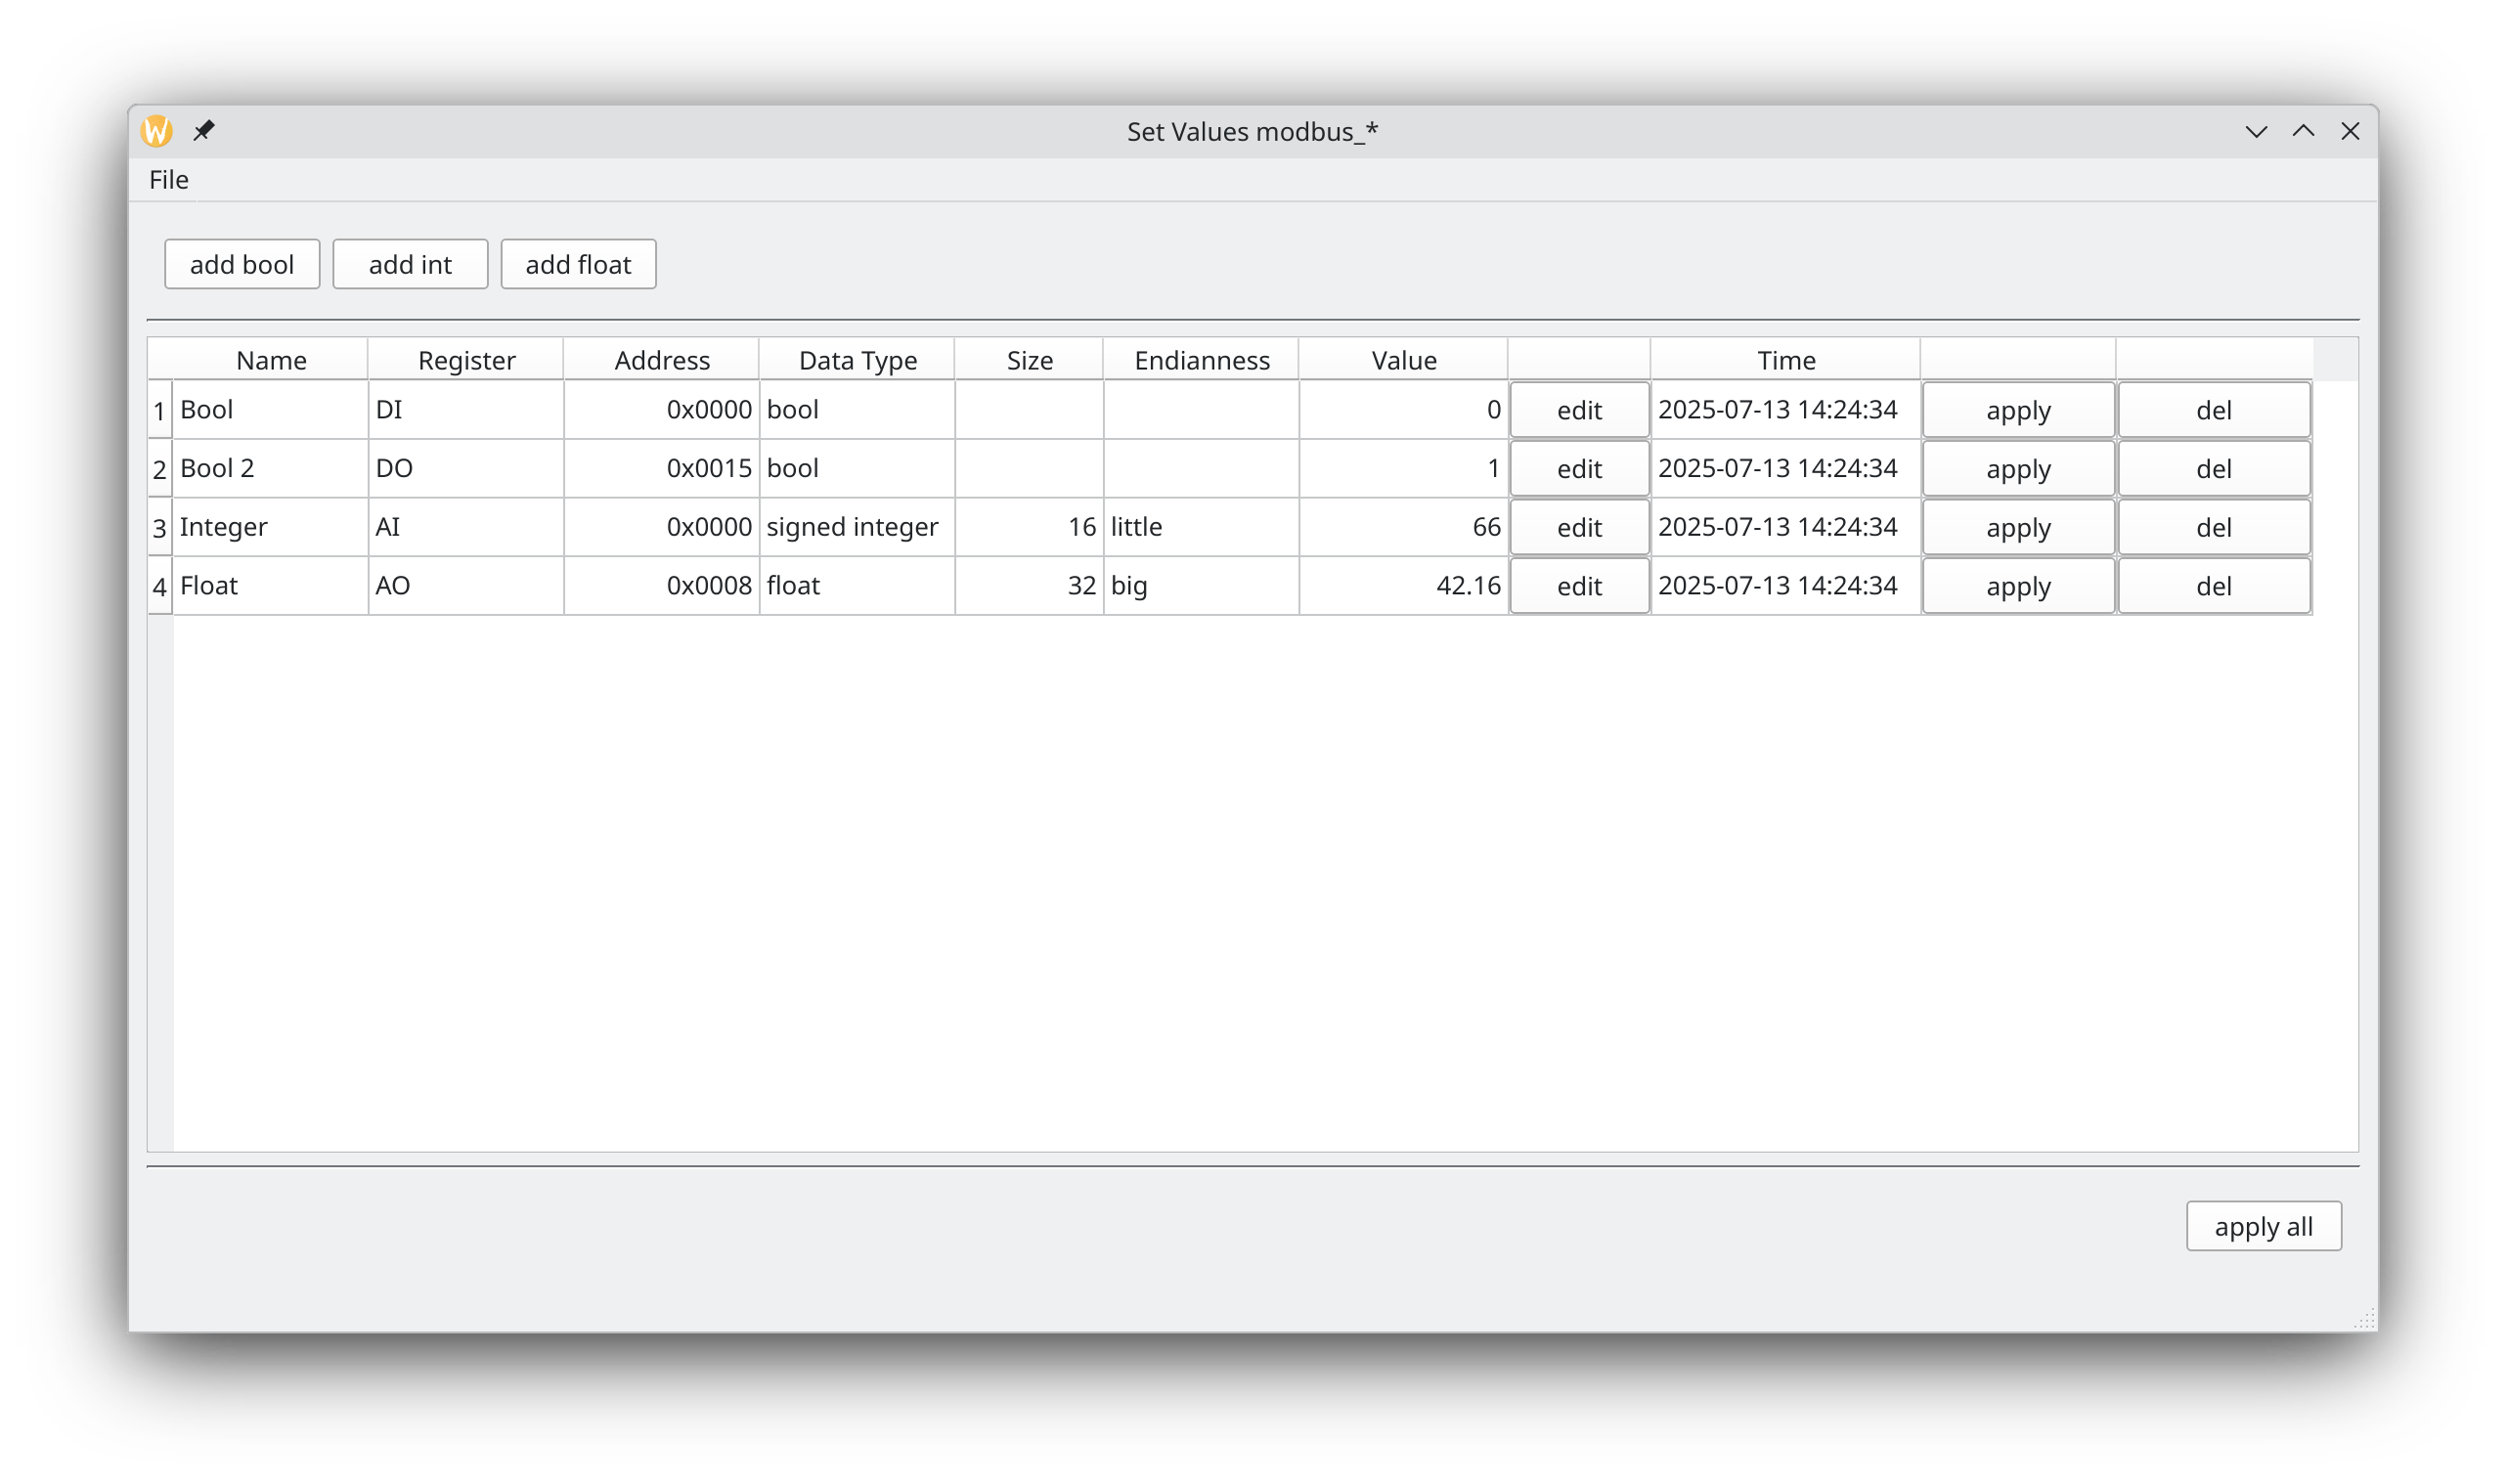 Set Values modbus_*
File
add bool add int add float
Name Register Address Data Type Size Endianness Value Time
1 Bool DI 0x0000 bool 0 edit 2025-07-13 14:24:34 apply del
2 Bool 2 DO 0x0015 bool 1 edit 2025-07-13 14:24:34 apply del
3 Integer AI 0x0000 signed integer 16 little 66 edit 2025-07-13 14:24:34 apply del
4 Float AO 0x0008 float 32 big 42.16 edit 2025-07-13 14:24:34 apply del
apply all